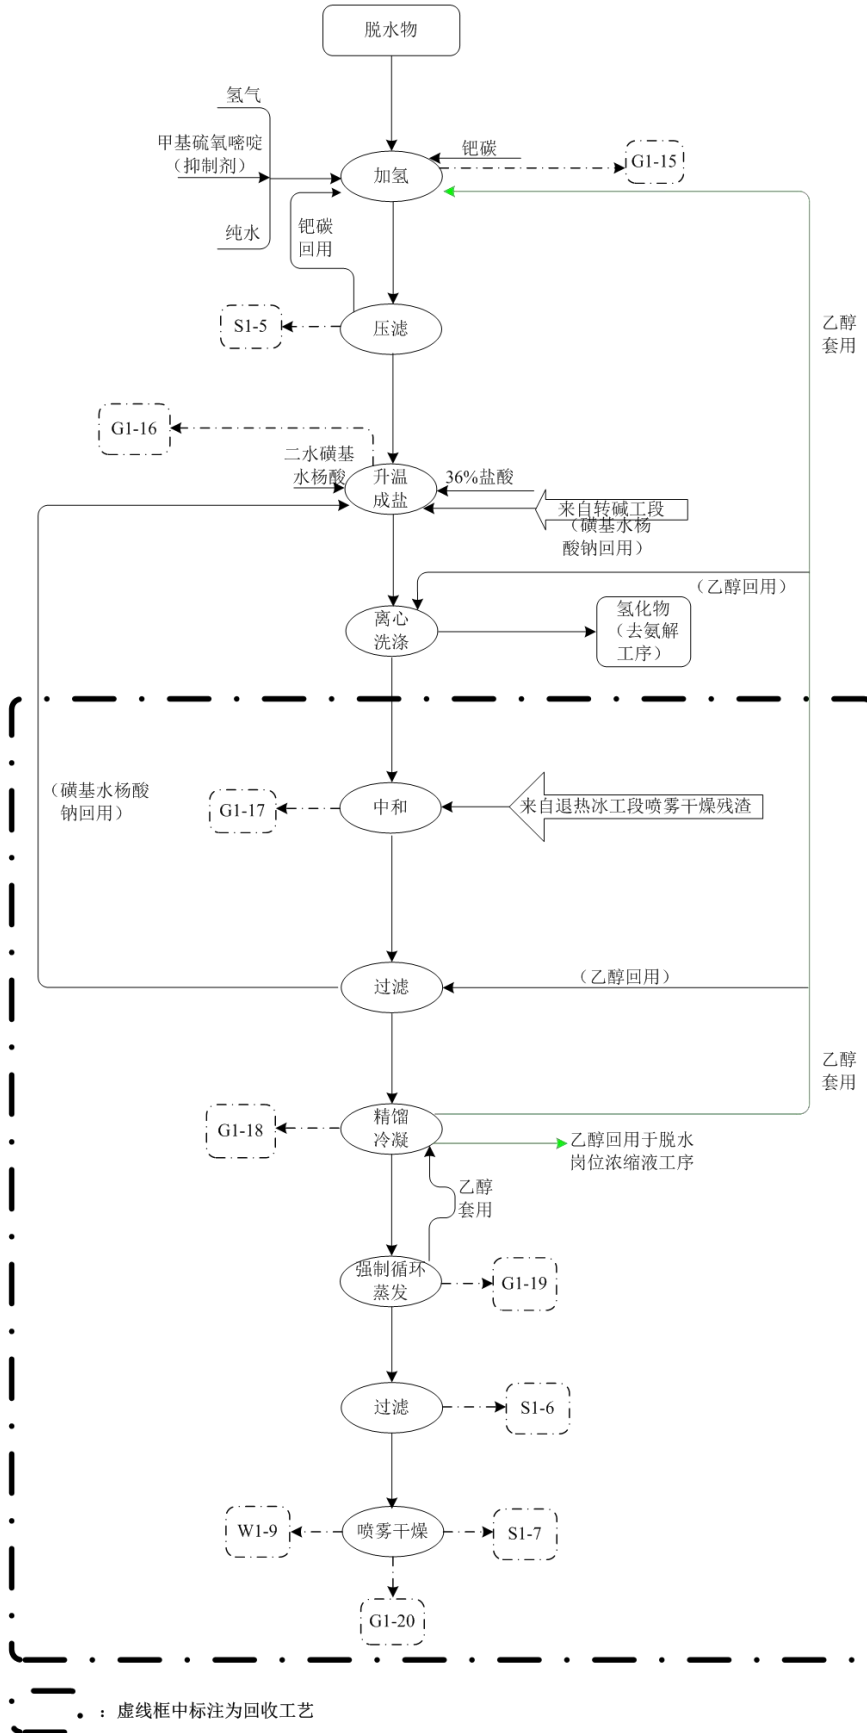 脱水物
氢气
甲基硫氧嘧啶
（抑制剂）
纯水
钯碳
G1-15
加氢
钯碳
回用
S1-5
压滤
乙醇
套用
G1-16
二水磺基
水杨酸
升温
成盐
36%盐酸
来自转碱工段
（磺基水杨
酸钠回用）
（乙醇回用）
离心
洗涤
氢化物
（去氨解
工序）
（磺基水杨酸
钠回用）
G1-17
中和
来自退热冰工段喷雾干燥残渣
过滤
（乙醇回用）
乙醇
套用
G1-18
精馏
冷凝
乙醇回用于脱水
岗位浓缩液工序
乙醇
套用
强制循环
蒸发
G1-19
过滤
S1-6
W1-9
喷雾干燥
S1-7
G1-20
：虚线框中标注为回收工艺